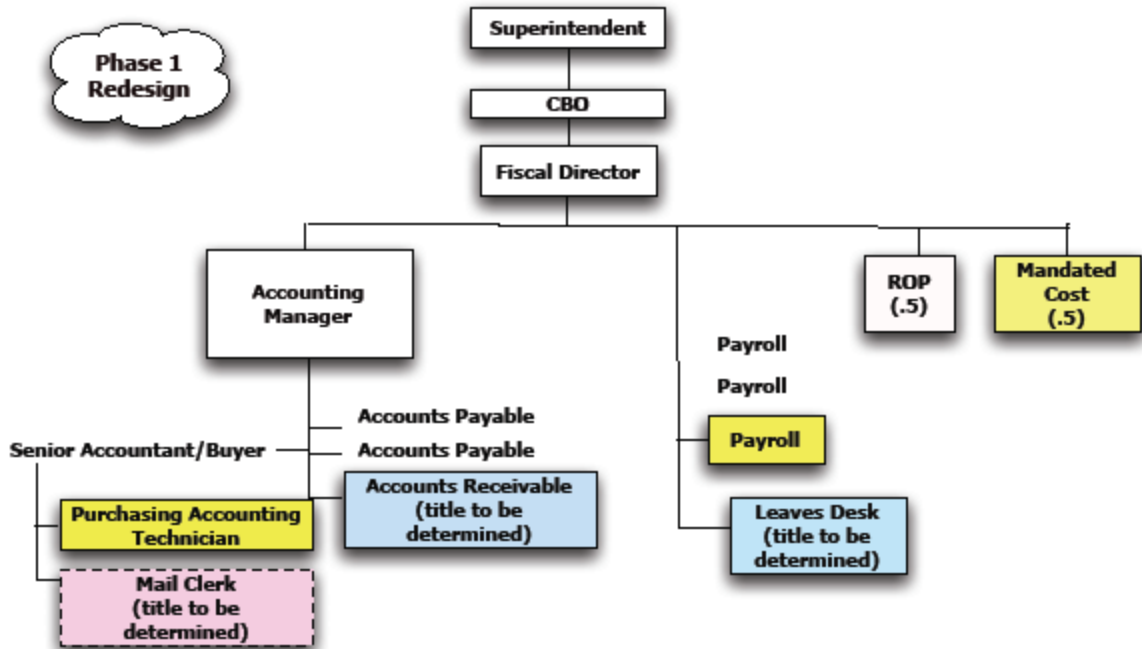 Superintendent
Phase 1
Redesign
CBO
Fiscal Director
Accounting
Manager
ROP
(.5)
Mandated
Cost
(.5)
Payroll
Payroll
Payroll
Accounts Payable
Senior Accountant/Buyer
Accounts Payable
Accounts Receivable
(title to be
determined)
Purchasing Accounting
Technician
Leaves Desk
(title to be
determined)
Mail Clerk
(title to be
determined)